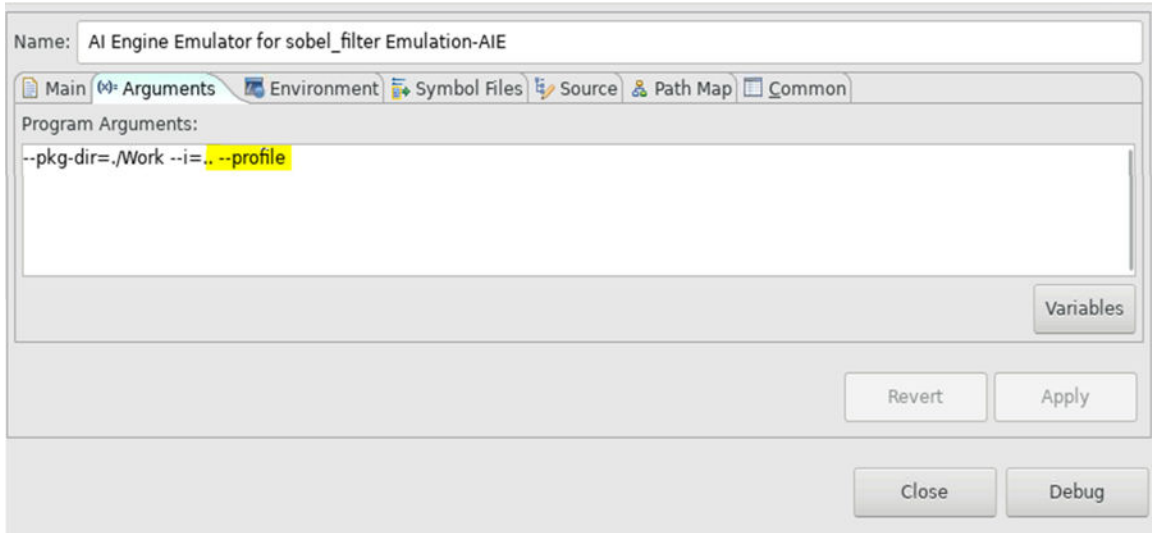 Name: AI Engine Emulator for sobel_filter Emulation-AIE
Main (x)= Arguments Environment Symbol Files Source Path Map Common
Program Arguments:
--pkg-dir=./Work --i=.. --profile
Variables
Revert Apply
Close Debug